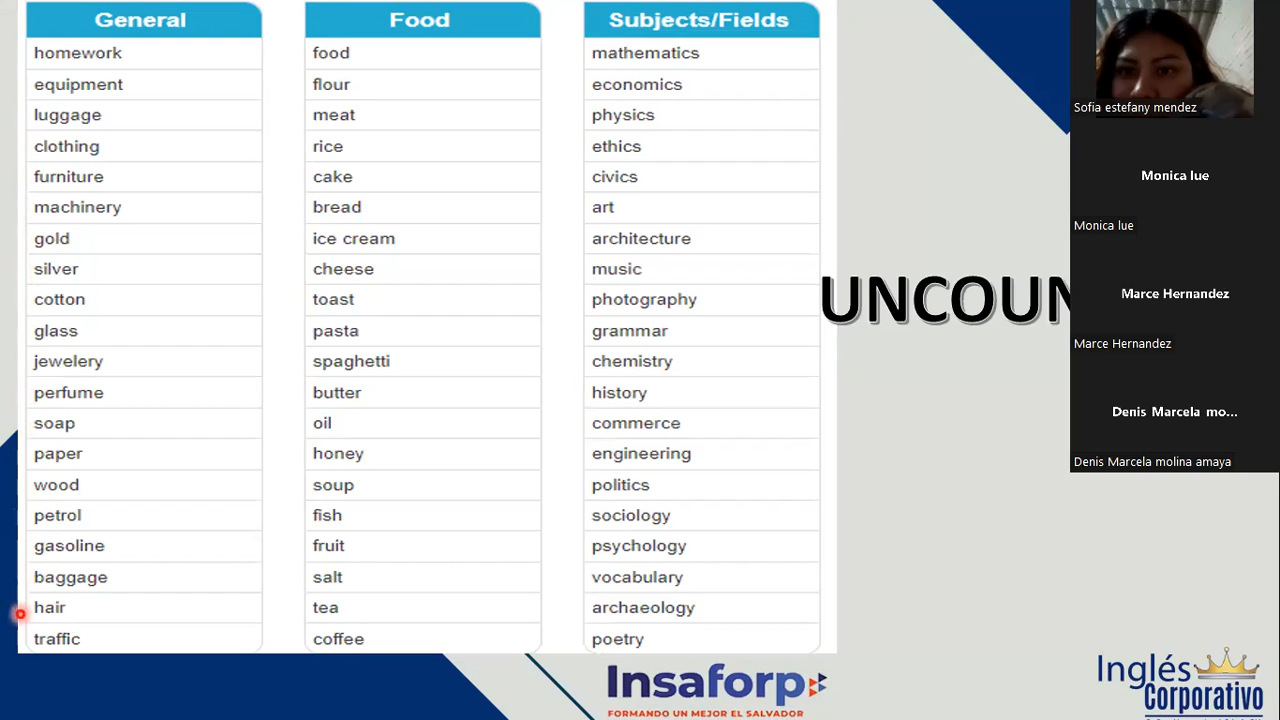 General
homework
equipment
luggage
clothing
furniture
machinery
gold
silver
cotton
glass
jewelery
perfume
soap
paper
wood
petrol
gasoline
baggage
hair
traffic
Food
food
flour
meat
rice
cake
bread
ice cream
cheese
toast
pasta
spaghetti
butter
oil
honey
soup
fish
fruit
salt
tea
coffee
Subjects/Fields
mathematics
economics
physics
ethics
civics
art
architecture
music
photography
grammar
chemistry
history
commerce
engineering
politics
sociology
psychology
vocabulary
archaeology
poetry
UNCOUN
Sofia estefany mendez
Monica lue
Monica lue
Marce Hernandez
Marce Hernandez
Denis Marcela mo...
Denis Marcela molina amaya
Insaforp
FORMANDO UN MEJOR EL SALVADOR
Inglés
Corporativo